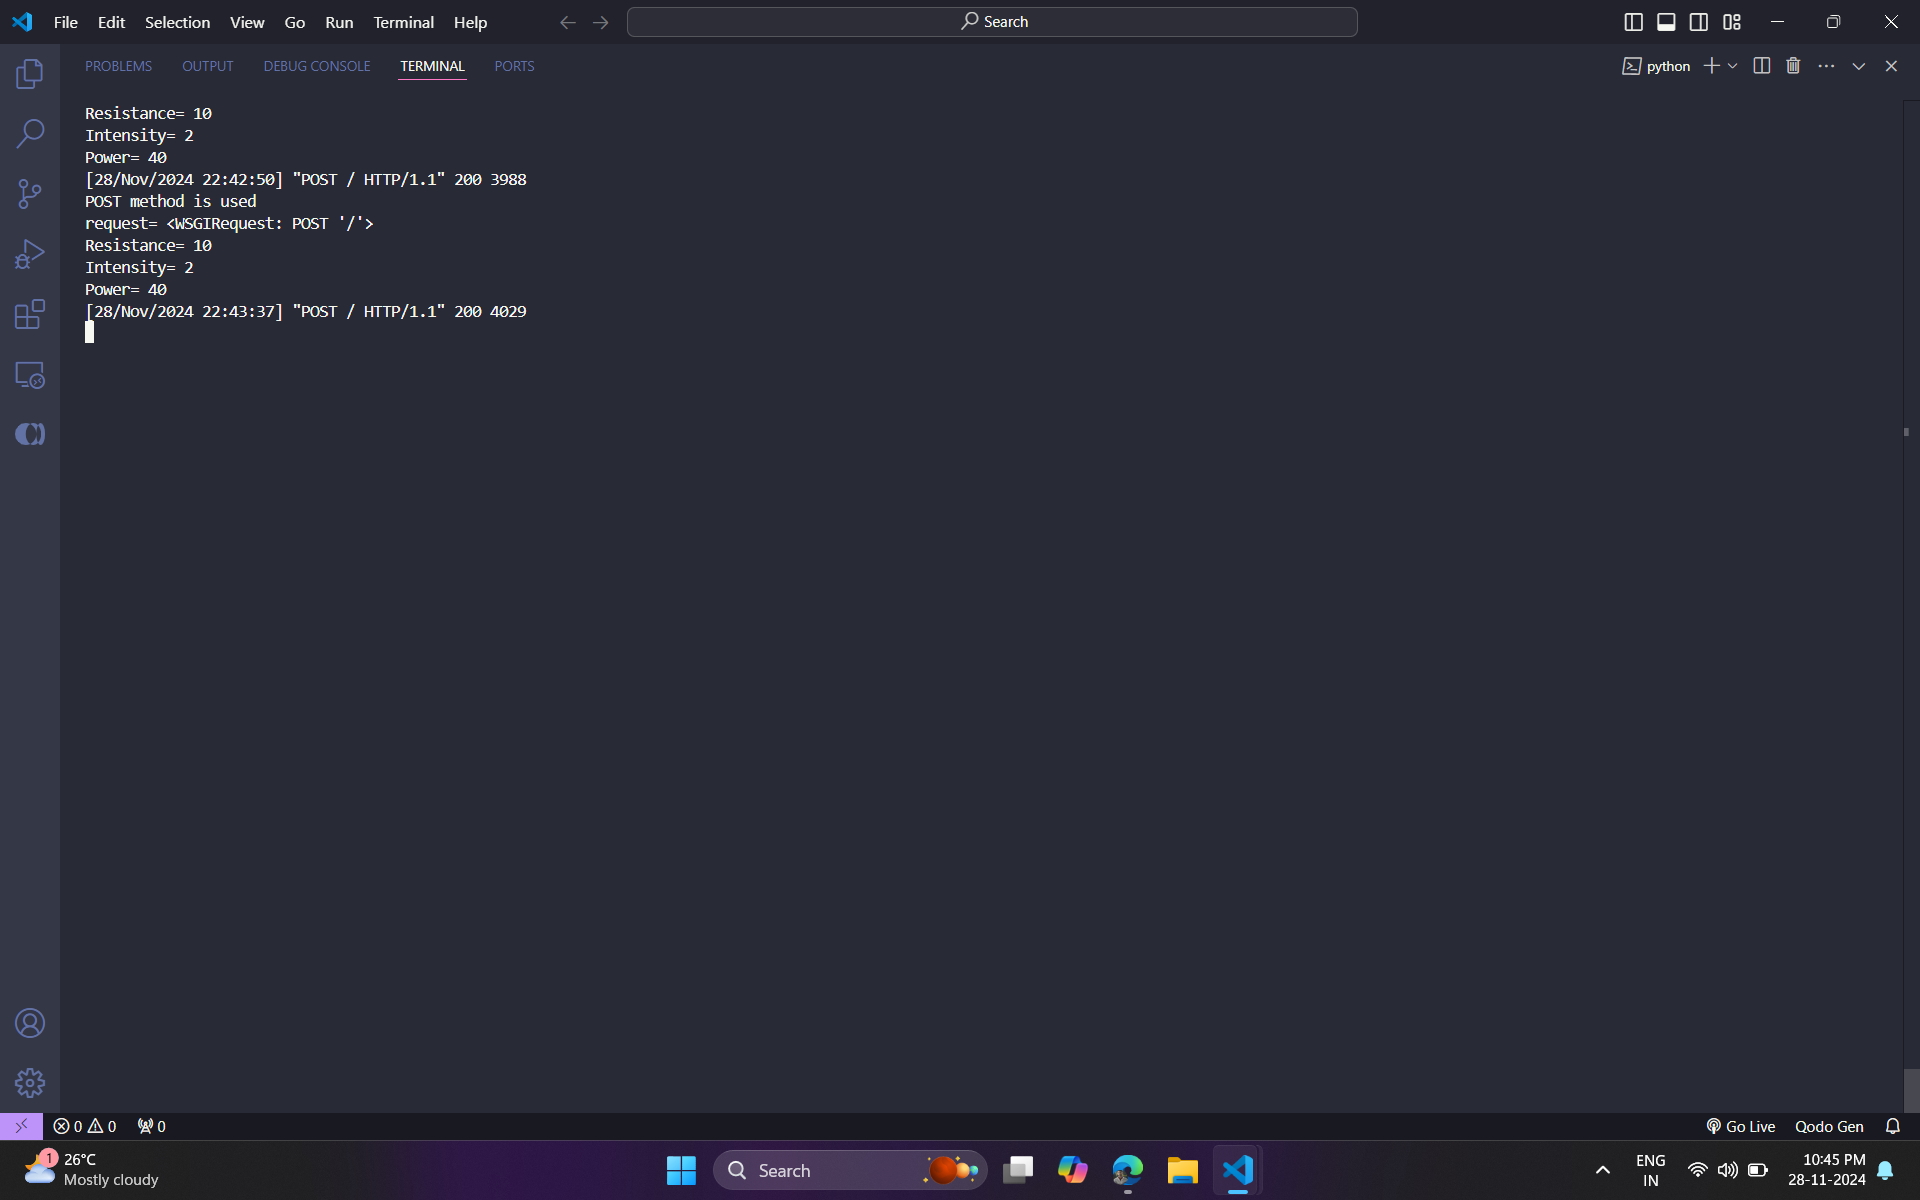 File Edit Selection View Go Run Terminal Help
Search
PROBLEMS OUTPUT DEBUG CONSOLE TERMINAL PORTS
python
Resistance= 10
Intensity= 2
Power= 40
[28/Nov/2024 22:42:50] "POST / HTTP/1.1" 200 3988
POST method is used
request= <WSGIRequest: POST '/'>
Resistance= 10
Intensity= 2
Power= 40
[28/Nov/2024 22:43:37] "POST / HTTP/1.1" 200 4029
0 0 0
Go Live Qodo Gen
1
26°C
Mostly cloudy
Search
ENG
IN
10:45 PM
28-11-2024